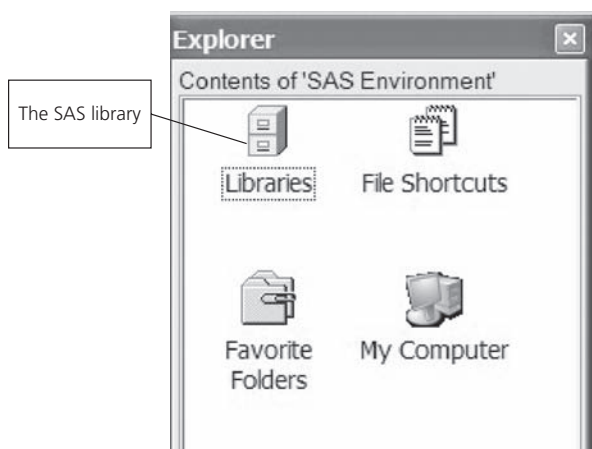 Explorer
Contents of 'SAS Environment'
The SAS library
Libraries
File Shortcuts
Favorite
Folders
My Computer